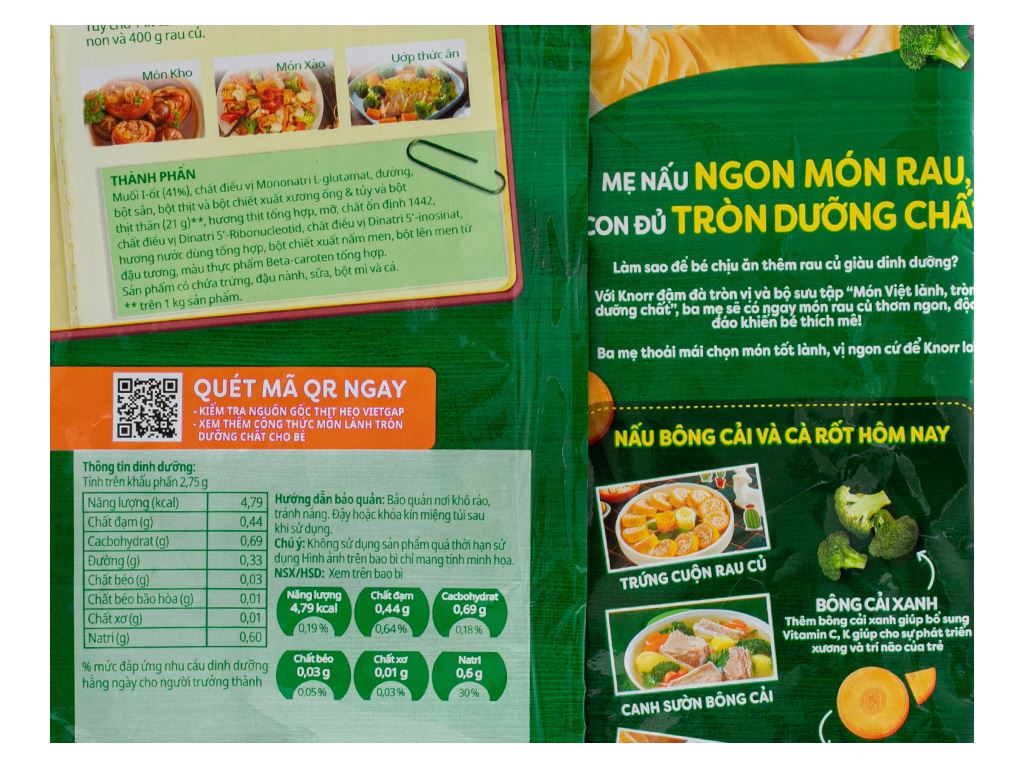 non và 400 g rau củ.
Món Kho
Món Xào
Ướp thức ăn
THÀNH PHẦN
Muối I-ốt (41%), chất điều vị Mononatri L-glutamat, đường,
bột sắn, bột thịt và bột chiết xuất xương ống & tủy và bột
thịt thăn (21 g)**, hương thịt tổng hợp, mỡ, chất ổn định 1442,
chất điều vị Dinatri 5'-Ribonucleotid, chất điều vị Dinatri 5'-inosinat,
hương nước dùng tổng hợp, bột chiết xuất nấm men, bột lên men từ
đậu tương, màu thực phẩm Beta-caroten tổng hợp.
Sản phẩm có chứa trứng, đậu nành, sữa, bột mì và cá.
** trên 1 kg sản phẩm.
QUÉT MÃ QR NGAY
- KIỂM TRA NGUỒN GỐC THỊT HEO VIETGAP
- XEM THÊM CÔNG THỨC MÓN LÀNH TRÒN
DƯỠNG CHẤT CHO BÉ
Thông tin dinh dưỡng:
Tính trên khẩu phần 2,75 g
Năng lượng (kcal) 4,79
Chất đạm (g) 0,44
Cacbohydrat (g) 0,69
Đường (g) 0,33
Chất béo (g) 0,03
Chất béo bão hòa (g) 0,01
Chất xơ (g) 0,01
Natri (g) 0,60
% mức đáp ứng nhu cầu dinh dưỡng
hằng ngày cho người trưởng thành
Hướng dẫn bảo quản: Bảo quản nơi khô ráo,
tránh nắng. Đậy hoặc khóa kín miệng túi sau
khi sử dụng.
Chú ý: Không sử dụng sản phẩm quá thời hạn sử
dụng Hình ảnh trên bao bì chỉ mang tính minh họa.
NSX/HSD: Xem trên bao bì
Năng lượng Chất đạm Cacbohydrat
4,79 kcal 0,44 g 0,69 g
0,19 % 0,64 % 0,18 %
Chất béo Chất xơ Natri
0,03 g 0,01 g 0,6 g
0,05 % 0,03 % 30 %
MẸ NẤU NGON MÓN RAU,
CON ĐỦ TRÒN DƯỠNG CHẤ
Làm sao để bé chịu ăn thêm rau củ giàu dinh dưỡng?
Với Knorr đậm đà tròn vị và bộ sưu tập “Món Việt lành, tròn
dưỡng chất”, ba mẹ sẽ có ngay món rau củ thơm ngon, độc
đáo khiến bé thích mê!
Ba mẹ thoải mái chọn món tốt lành, vị ngon cứ để Knorr lo
NẤU BÔNG CẢI VÀ CÀ RỐT HÔM NAY
TRỨNG CUỘN RAU CỦ
BÔNG CẢI XANH
Thêm bông cải xanh giúp bổ sung
Vitamin C, K giúp cho sự phát triển
xương và trí não của trẻ
CANH SƯỜN BÔNG CẢI